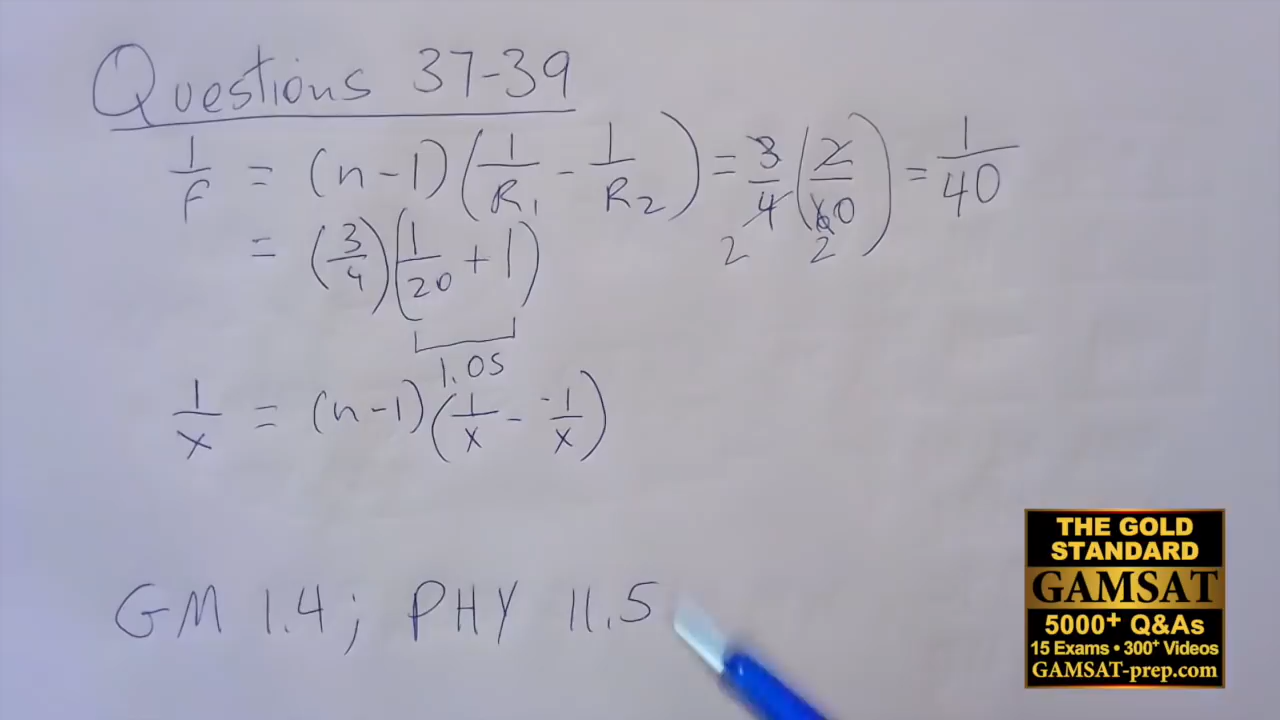 Questions 37-39
1/f = (n-1)(1/R₁ - 1/R₂) = 3/4(2/60) = 1/40
2 2
= (3/4)(1/20 + 1)
1.05
1/x = (n-1)(1/x - -1/x)
GM 1.4; PHY 11.5
THE GOLD
STANDARD
GAMSAT
5000+ Q&As
15 Exams • 300+ Videos
GAMSAT-prep.com